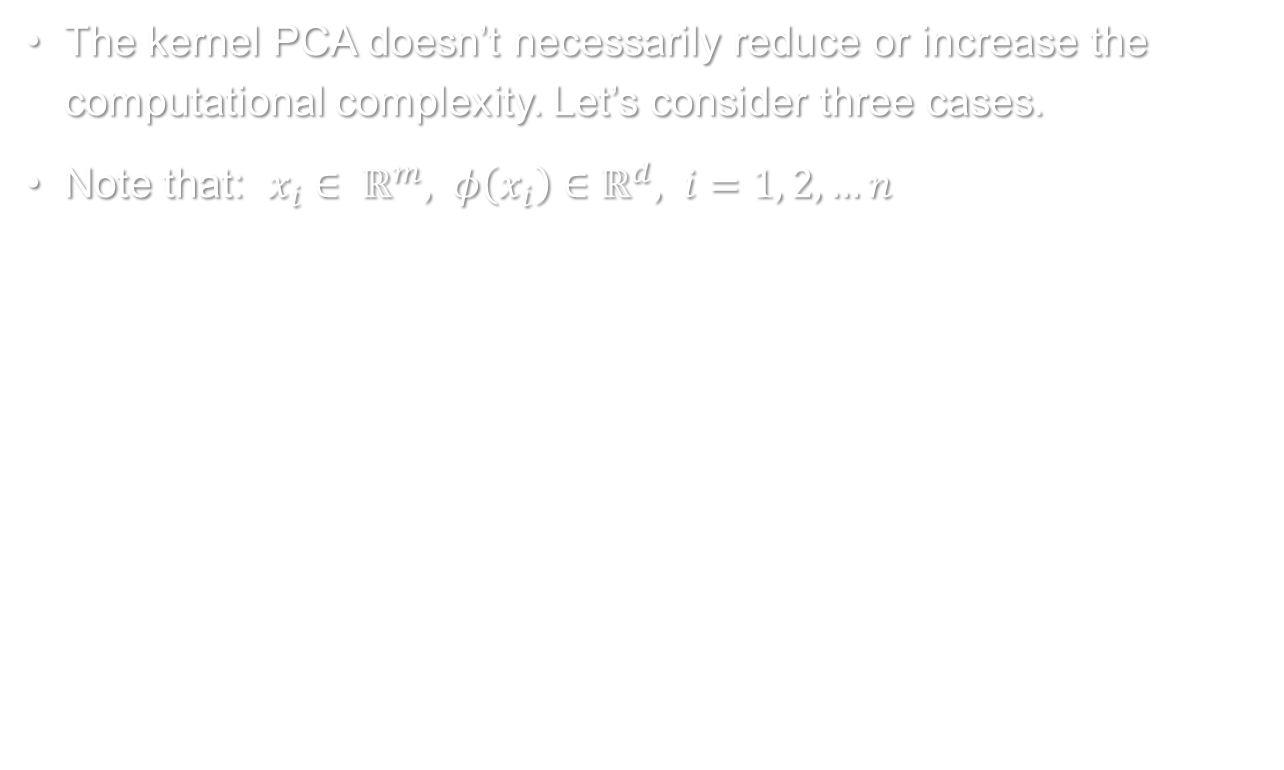 • The kernel PCA doesn't necessarily reduce or increase the
computational complexity. Let's consider three cases.
• Note that: 𝑥ᵢ ∈ ℝᵐ, 𝜙(𝑥ᵢ) ∈ ℝᵈ, 𝑖 = 1, 2, … 𝑛